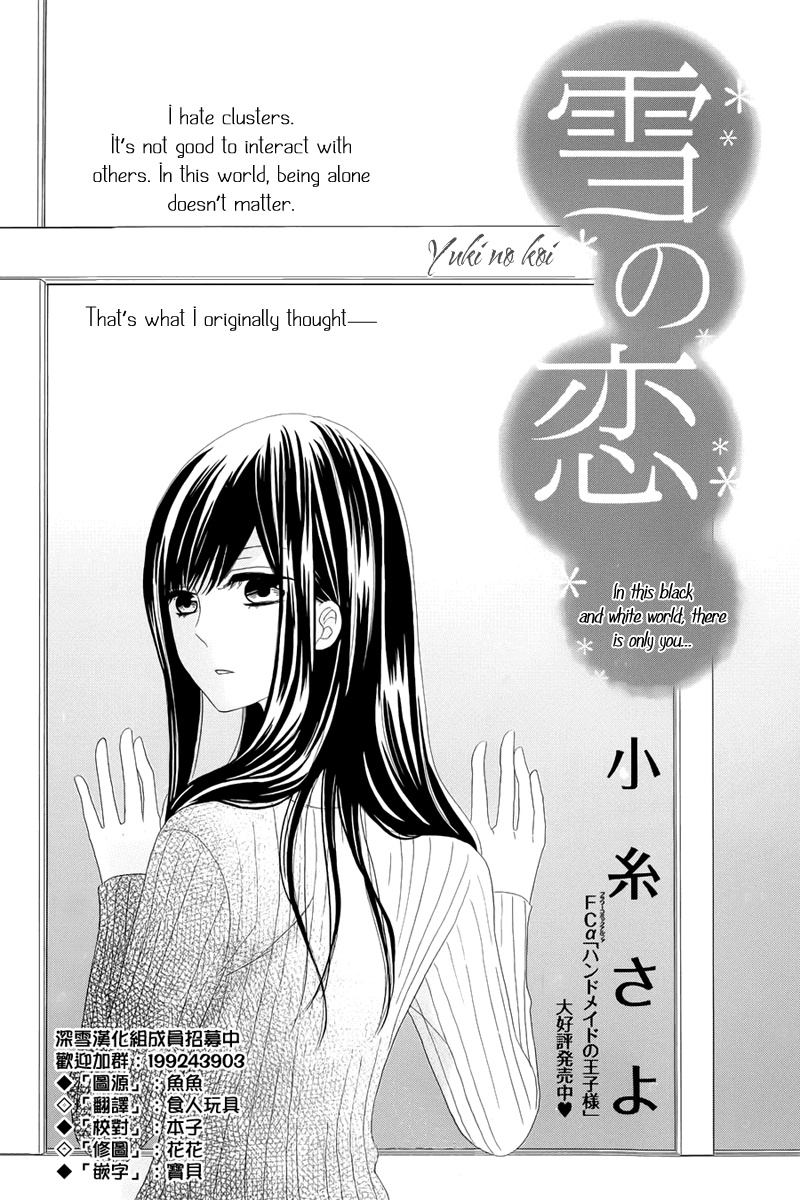 雪の恋
I hate clusters.
It's not good to interact with
others. In this world, being alone
doesn't matter.
Yuki no koi
That's what I originally thought——
In this black
and white world, there
is only you...
小糸さよ
FCα「ハンドメイドの王子様」
大好評発売中♥
深雪漢化組成員招募中
歡迎加群：199243903
◆「圖源」：魚魚
◇「翻譯」：食人玩具
◆「校對」：本子
◇「修圖」：花花
◆「嵌字」：寶貝